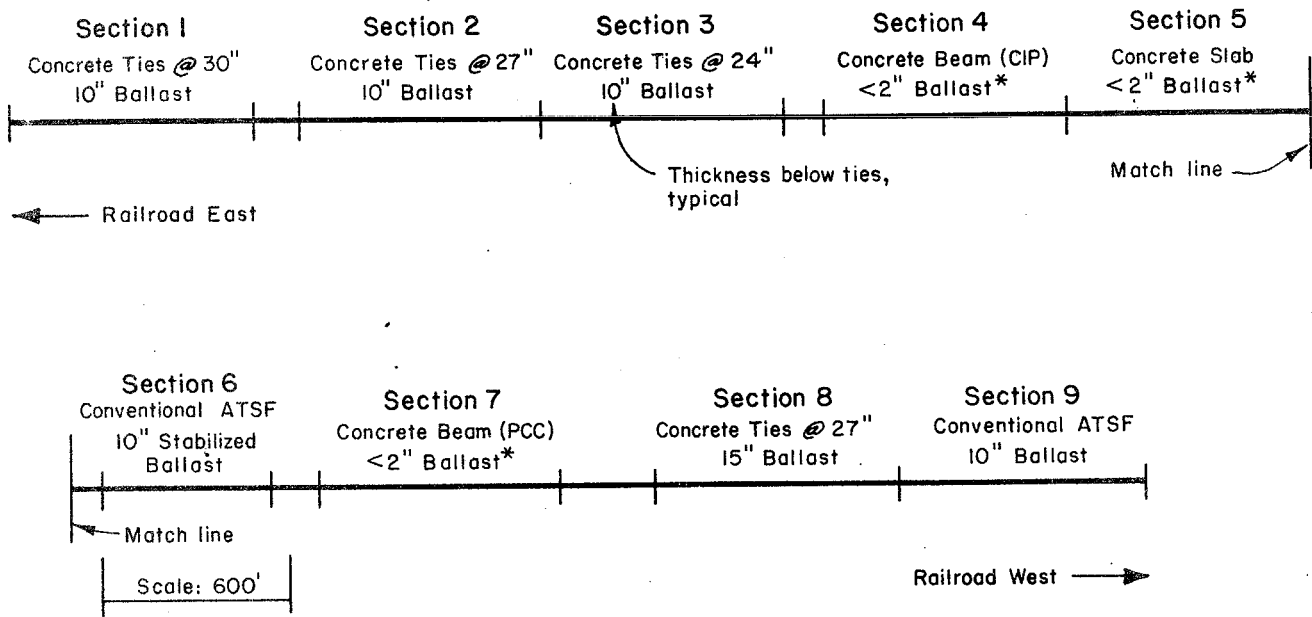 Section 1
Concrete Ties @ 30"
10" Ballast
Section 2
Concrete Ties @ 27"
10" Ballast
Section 3
Concrete Ties @ 24"
10" Ballast
Section 4
Concrete Beam (CIP)
<2" Ballast*
Section 5
Concrete Slab
<2" Ballast*
Thickness below ties,
typical
Match line
Railroad East
Section 6
Conventional ATSF
10" Stabilized
Ballast
Section 7
Concrete Beam (PCC)
<2" Ballast*
Section 8
Concrete Ties @ 27"
15" Ballast
Section 9
Conventional ATSF
10" Ballast
Match line
Scale: 600'
Railroad West